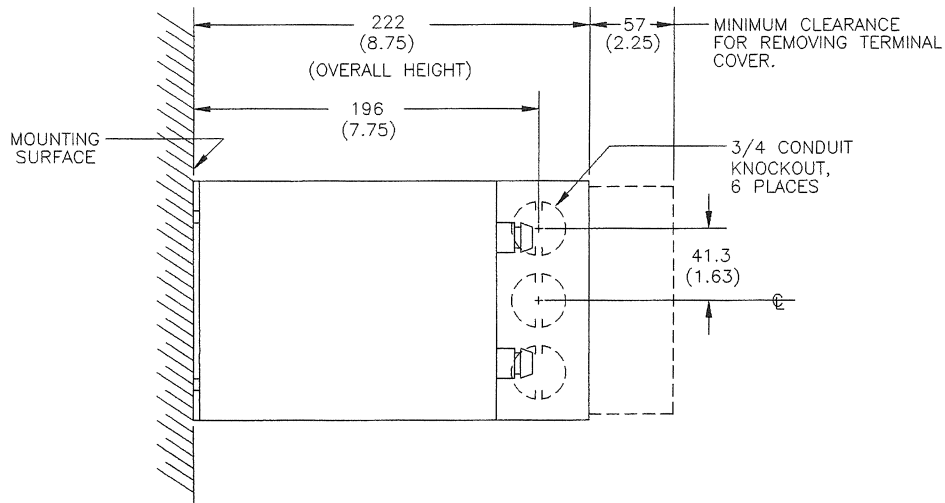 222
(8.75)
(OVERALL HEIGHT)
57
(2.25)
MINIMUM CLEARANCE
FOR REMOVING TERMINAL
COVER.
196
(7.75)
MOUNTING
SURFACE
3/4 CONDUIT
KNOCKOUT,
6 PLACES
41.3
(1.63)
℄